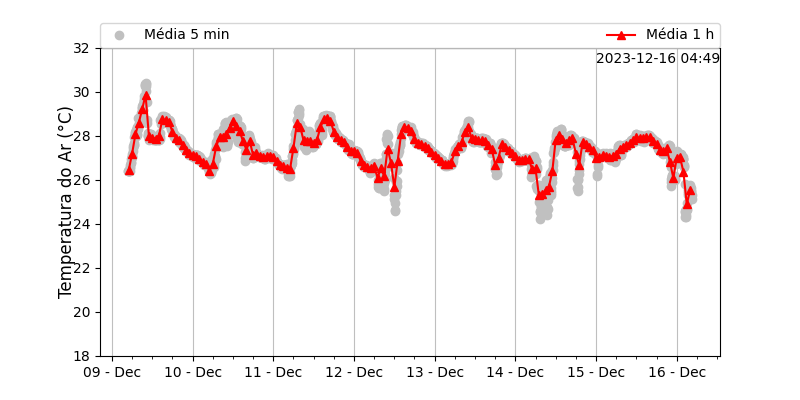 Média 5 min
Média 1 h
2023-12-16 04:49
Temperatura do Ar (°C)
32
30
28
26
24
22
20
18
09 - Dec
10 - Dec
11 - Dec
12 - Dec
13 - Dec
14 - Dec
15 - Dec
16 - Dec